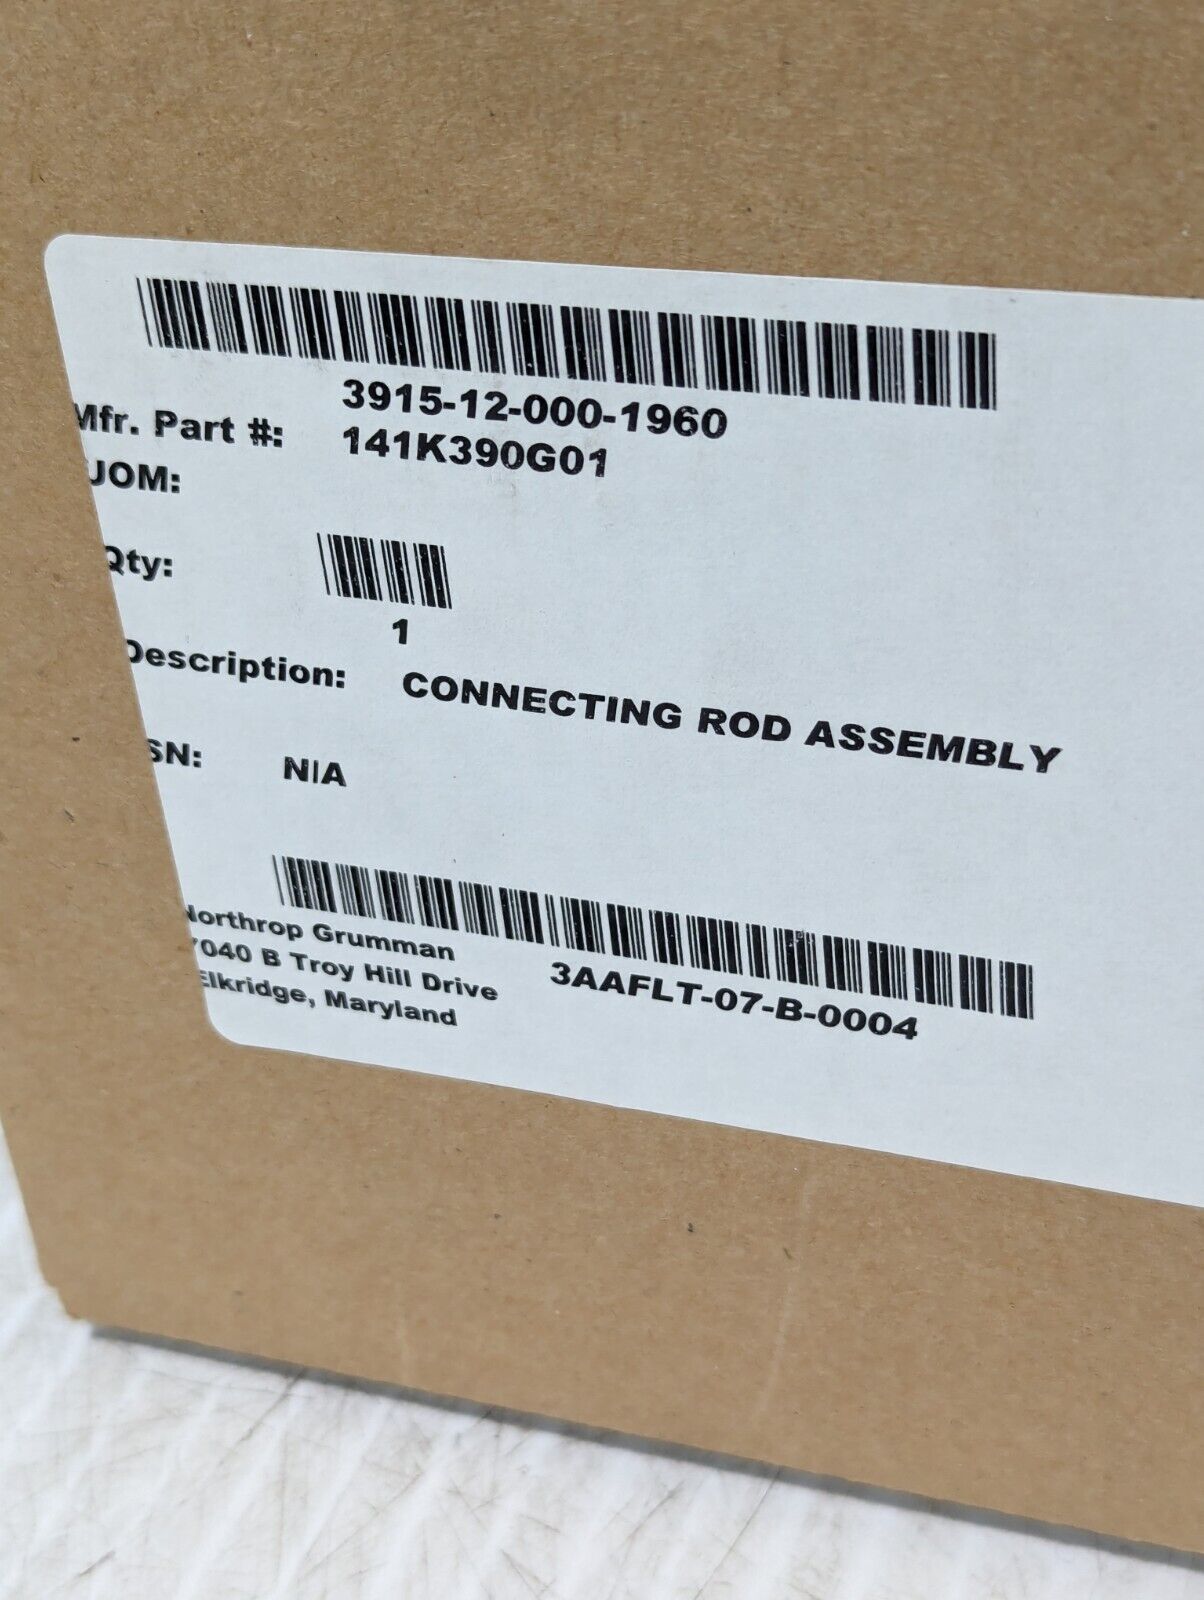 3915-12-000-1960
Mfr. Part #: 141K390G01
UOM:
Qty: 1
Description: CONNECTING ROD ASSEMBLY
SN: N/A
Northrop Grumman
7040 B Troy Hill Drive
Elkridge, Maryland
3AAFLT-07-B-0004